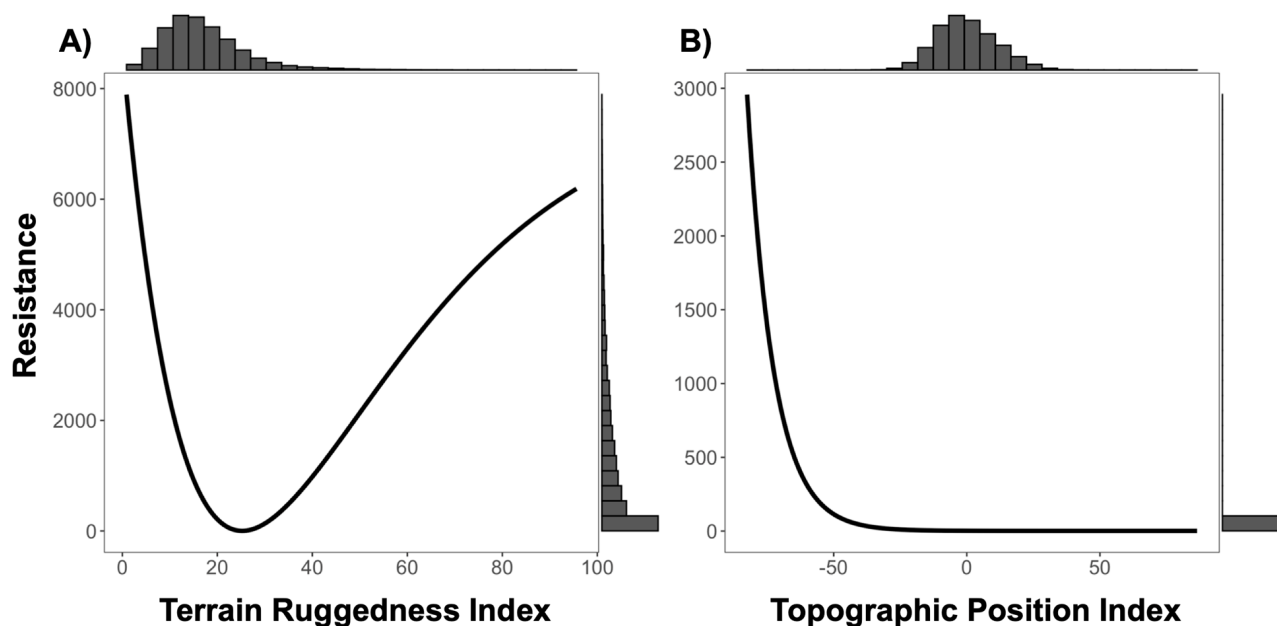 A)
B)
8000
6000
4000
2000
0
Resistance
0 20 40 60 80 100
Terrain Ruggedness Index
3000
2500
2000
1500
1000
500
0
-50 0 50
Topographic Position Index